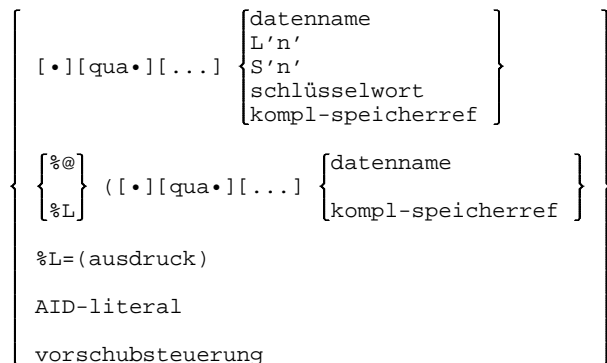 datenname
L'n'
[•][qua•][...] S'n'
schlüsselwort
kompl-speicherref
%@ datenname
([•][qua•][...]
%L kompl-speicherref
%L=(ausdruck)
AID-literal
vorschubsteuerung